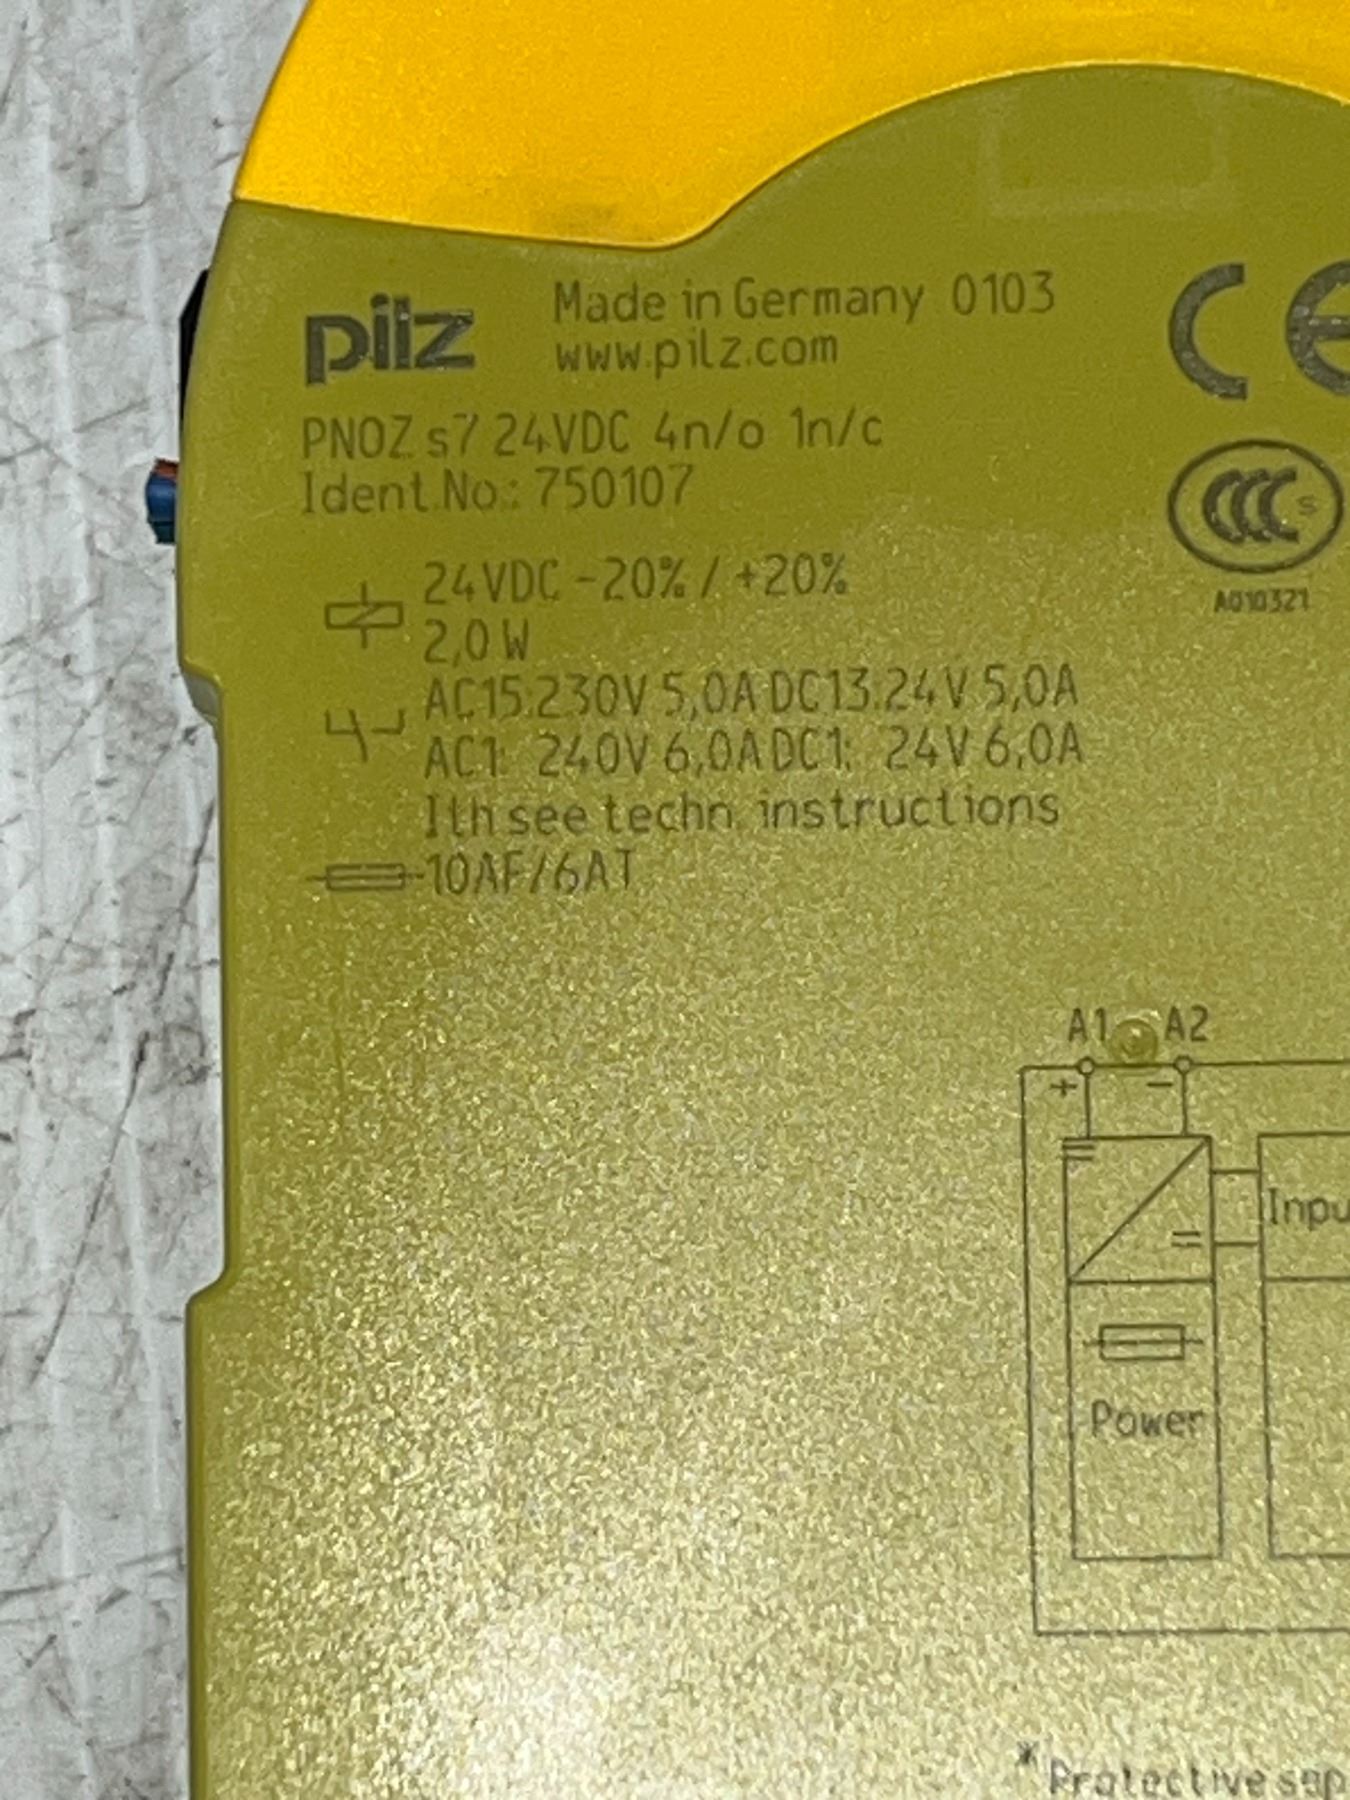 pilz
Made in Germany 0103
www.pilz.com
CE
PNOZ s7 24VDC 4n/o 1n/c
Ident.No.: 750107
CCC S
A010321
24VDC -20% / +20%
2,0 W
AC15:230V 5,0A DC13:24V 5,0A
AC1: 240V 6,0A DC1: 24V 6,0A
Ith see techn. instructions
10AF/6AT
A1 A2
+ −
Power
* Protective